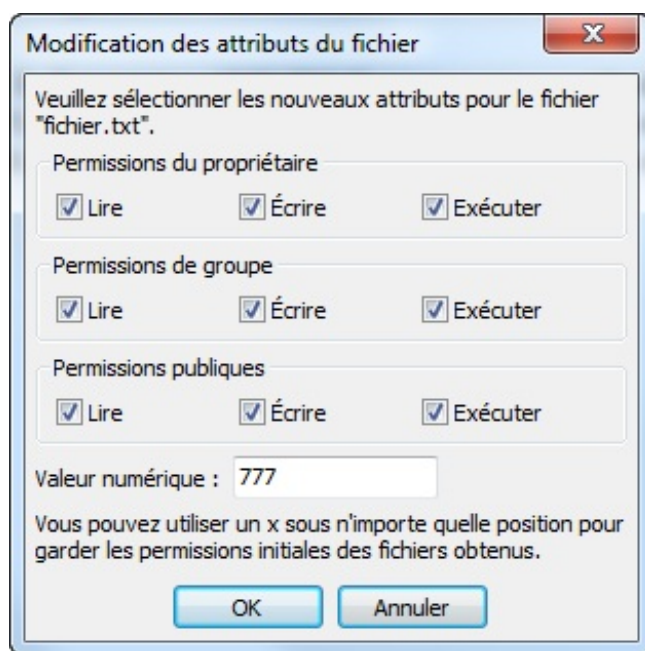 Modification des attributs du fichier
Veuillez sélectionner les nouveaux attributs pour le fichier
"fichier.txt".
Permissions du propriétaire
Lire Écrire Exécuter
Permissions de groupe
Lire Écrire Exécuter
Permissions publiques
Lire Écrire Exécuter
Valeur numérique : 777
Vous pouvez utiliser un x sous n'importe quelle position pour
garder les permissions initiales des fichiers obtenus.
OK Annuler